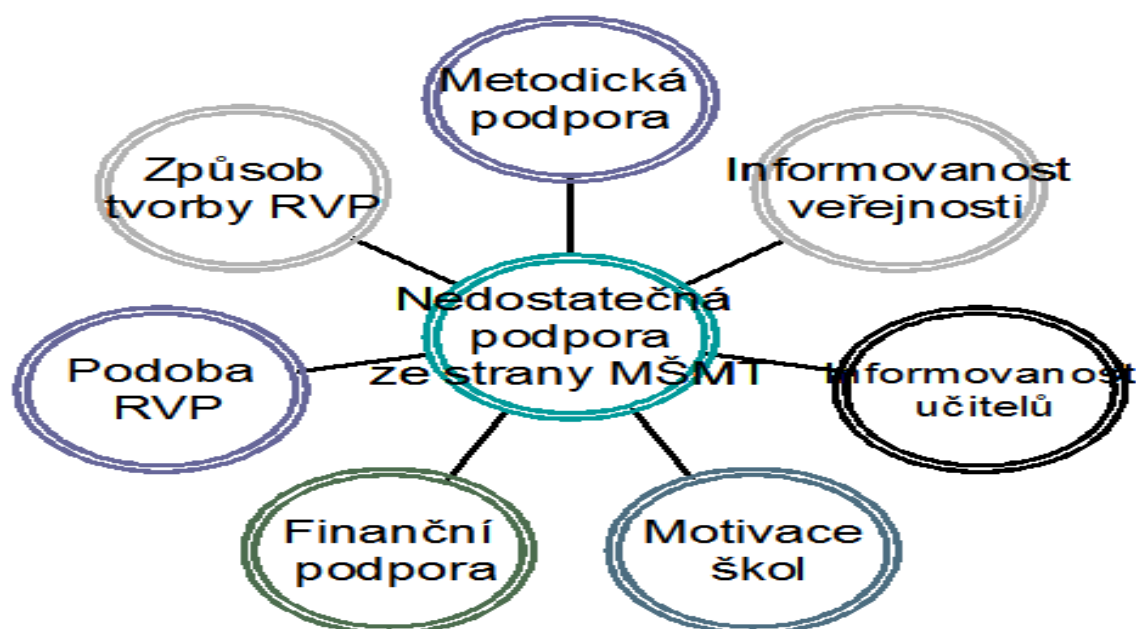 Metodická
podpora
Způsob
tvorby RVP
Informovanost
veřejnosti
Nedostatečná
podpora
ze strany MŠMT
Podoba
RVP
Informovanost
učitelů
Finanční
podpora
Motivace
škol